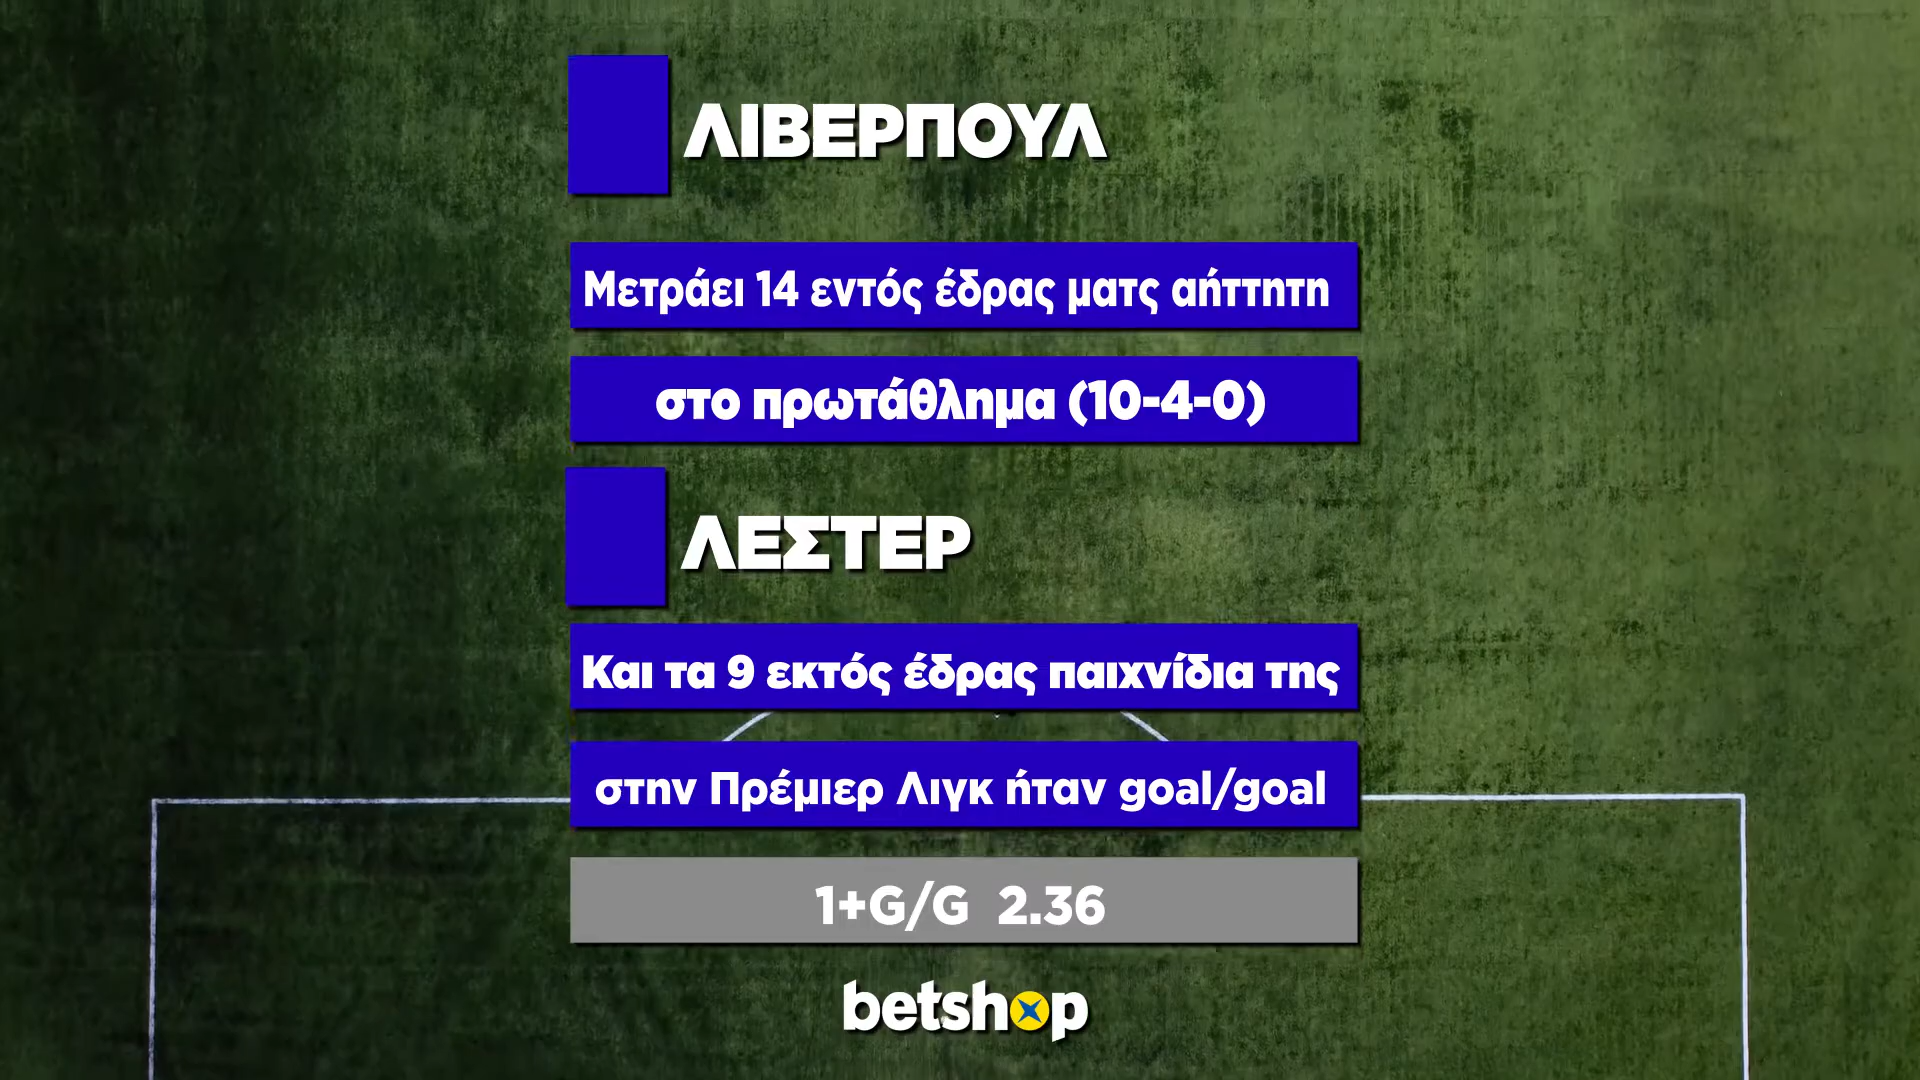 ΛΙΒΕΡΠΟΥΛ
Μετράει 14 εντός έδρας ματς αήττητη
στο πρωτάθλημα (10-4-0)
ΛΕΣΤΕΡ
Και τα 9 εκτός έδρας παιχνίδια της
στην Πρέμιερ Λιγκ ήταν goal/goal
1+G/G 2.36
betshop